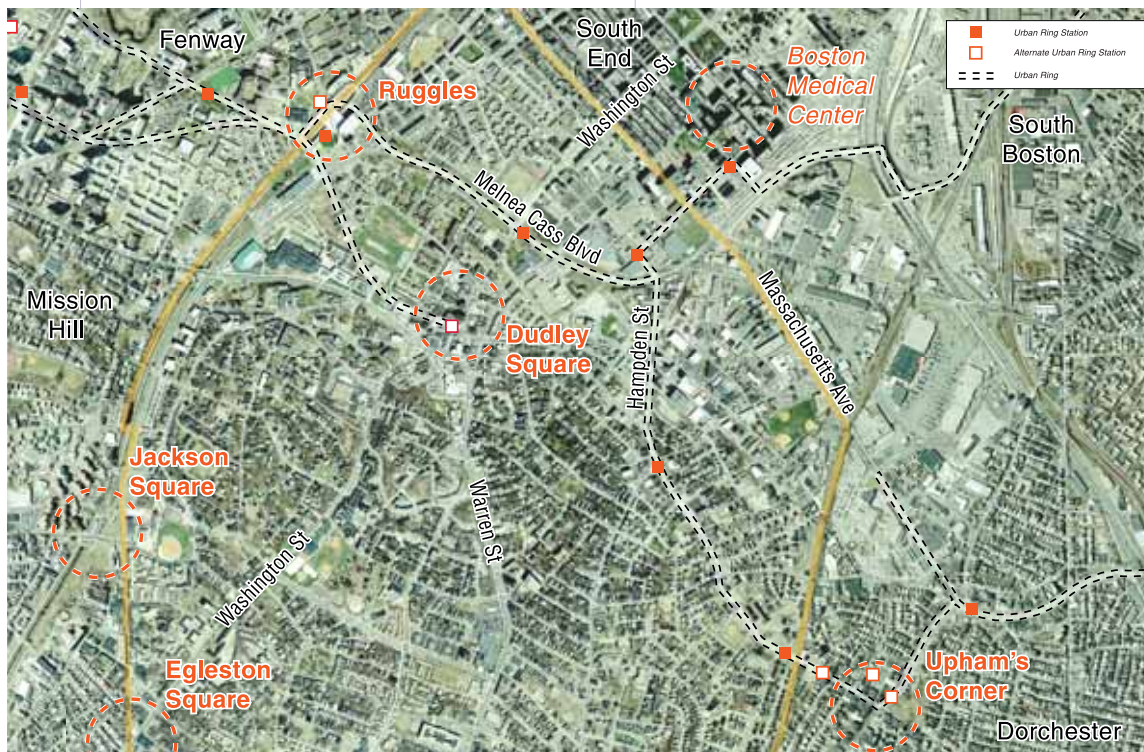 Fenway
South
End
Washington St
Boston
Medical
Center
Urban Ring Station
Alternate Urban Ring Station
Urban Ring
Ruggles
South
Boston
Melnea Cass Blvd
Mission
Hill
Dudley
Square
Hampden St
Massachusetts Ave
Jackson
Square
Warren St
Washington St
Egleston
Square
Upham's
Corner
Dorchester